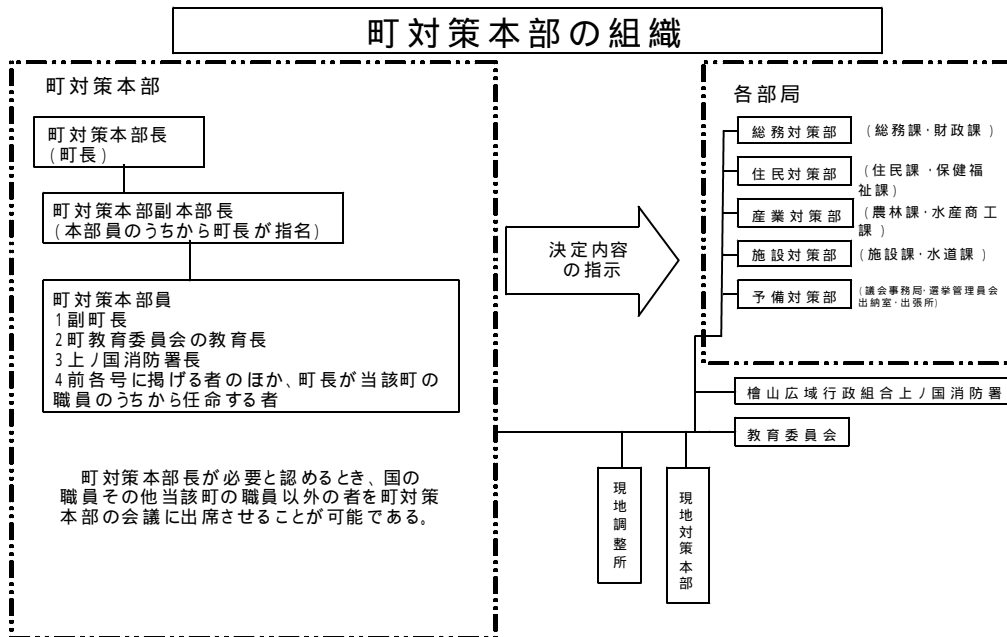 町対策本部の組織
町対策本部
町対策本部長
(町長)
町対策本部副本部長
(本部員のうちから町長が指名)
町対策本部員
1副町長
2町教育委員会の教育長
3上ノ国消防署長
4前各号に掲げる者のほか、町長が当該町の
職員のうちから任命する者
町対策本部長が必要と認めるとき、国の
職員その他当該町の職員以外の者を町対策
本部の会議に出席させることが可能である。
決定内容
の指示
各部局
総務対策部 (総務課・財政課)
住民対策部 (住民課・保健福
祉課)
産業対策部 (農林課・水産商工
課)
施設対策部 (施設課・水道課)
予備対策部 (議会事務局・選挙管理員会
出納室・出張所)
檜山広域行政組合上ノ国消防署
教育委員会
現地調整所
現地対策本部